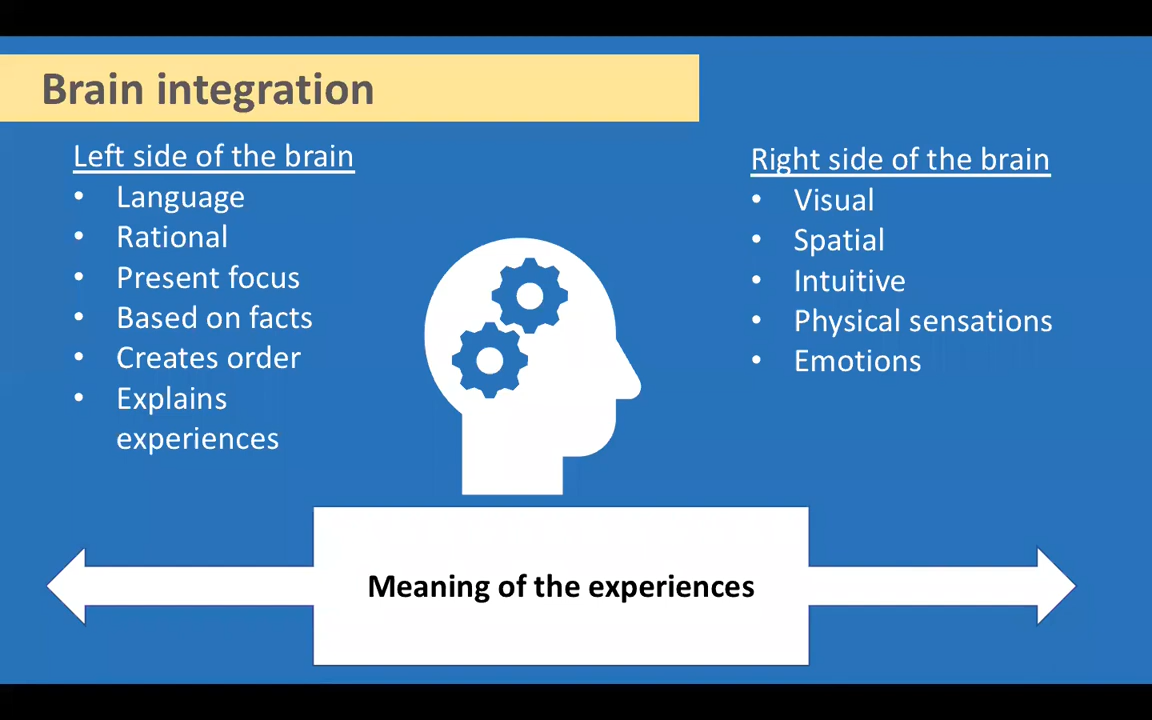 Brain integration
Left side of the brain
• Language
• Rational
• Present focus
• Based on facts
• Creates order
• Explains
experiences
Right side of the brain
• Visual
• Spatial
• Intuitive
• Physical sensations
• Emotions
Meaning of the experiences